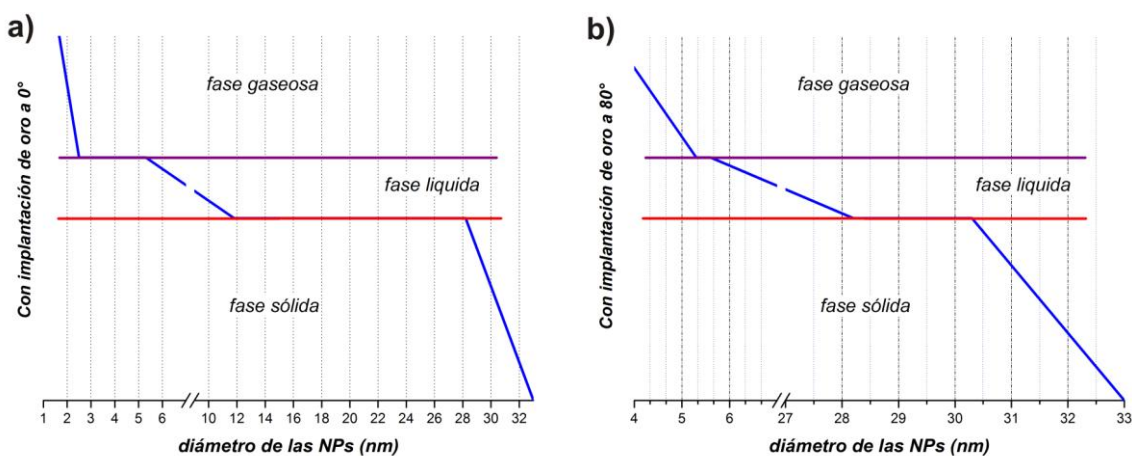 a)
Con implantación de oro a 0°
fase gaseosa
fase liquida
fase sólida
1 2 3 4 5 6 10 12 14 16 18 20 22 24 26 28 30 32
diámetro de las NPs (nm)
b)
Con implantación de oro a 80°
fase gaseosa
fase liquida
fase sólida
4 5 6 27 28 29 30 31 32 33
diámetro de las NPs (nm)